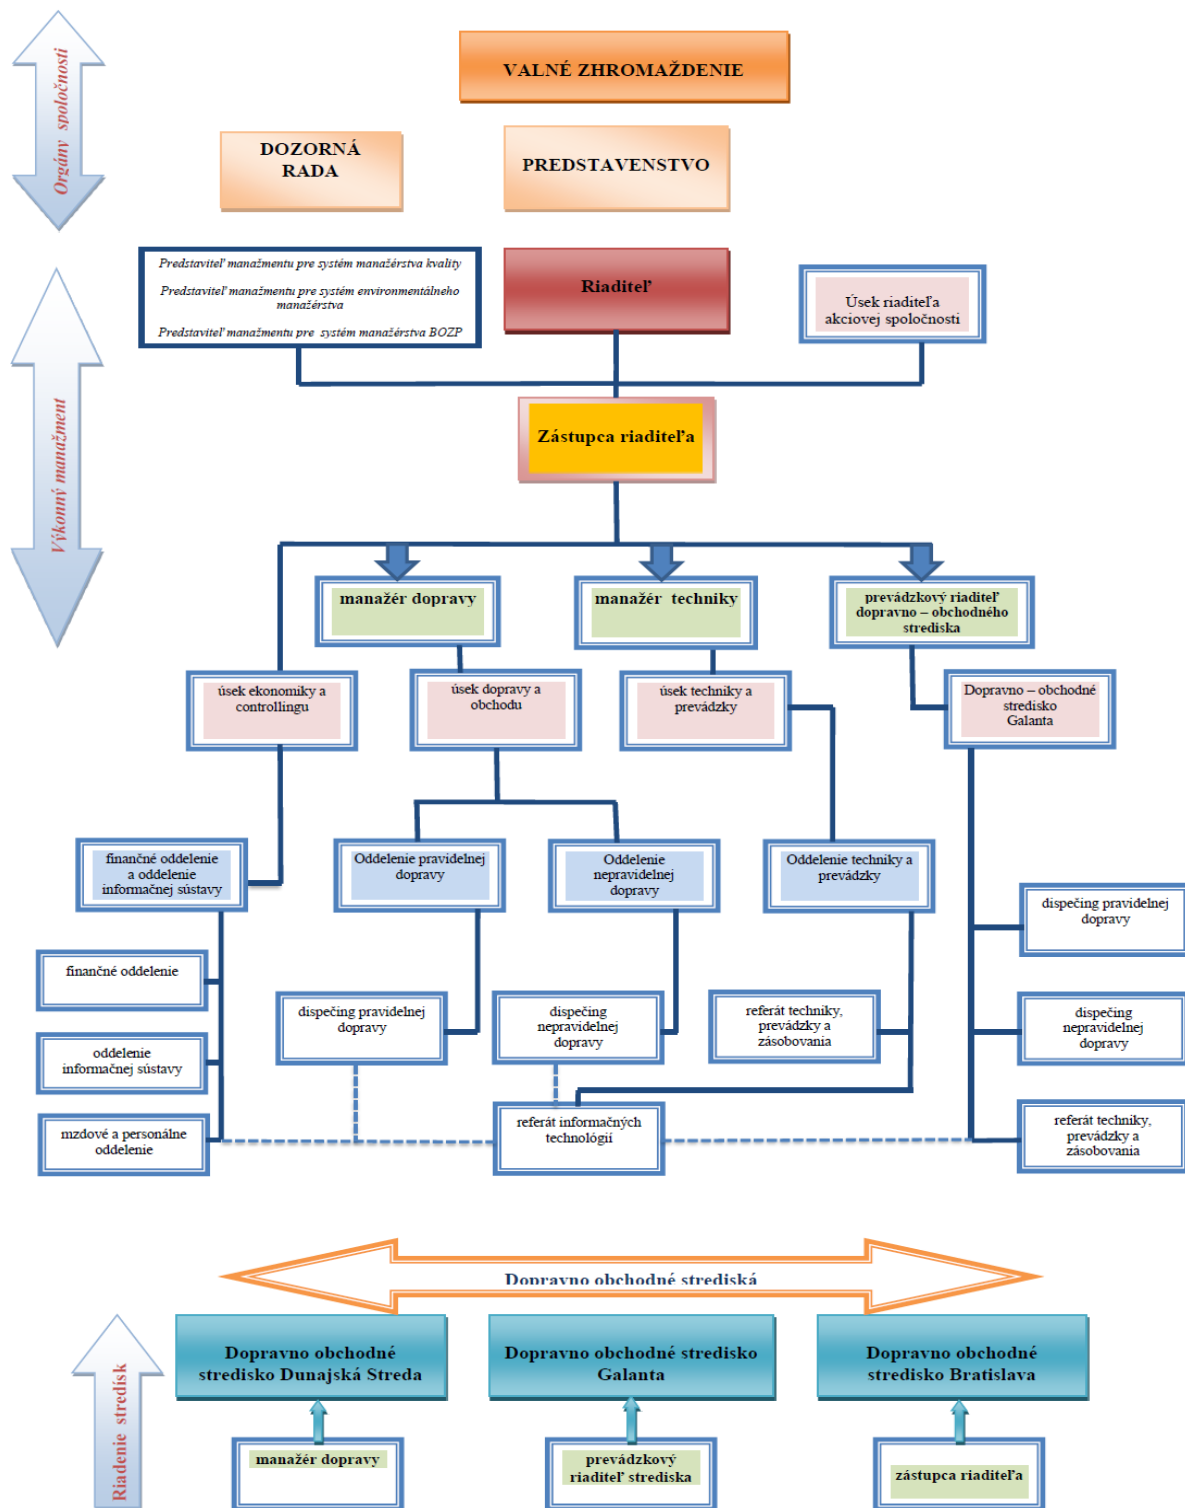 Orgány spoločnosti
VALNÉ ZHROMAŽDENIE
DOZORNÁ
RADA
PREDSTAVENSTVO
Výkonný manažment
Predstaviteľ manažmentu pre systém manažérstva kvality
Predstaviteľ manažmentu pre systém environmentálneho
manažérstva
Predstaviteľ manažmentu pre systém manažérstva BOZP
Riaditeľ
Úsek riaditeľa
akciovej spoločnosti
Zástupca riaditeľa
manažér dopravy
manažér techniky
prevádzkový riaditeľ
dopravno – obchodného
strediska
úsek ekonomiky a
controllingu
úsek dopravy a
obchodu
úsek techniky a
prevádzky
Dopravno – obchodné
stredisko
Galanta
finančné oddelenie
a oddelenie
informačnej sústavy
Oddelenie pravidelnej
dopravy
Oddelenie
nepravidelnej
dopravy
Oddelenie techniky a
prevádzky
dispečing pravidelnej
dopravy
finančné oddelenie
dispečing pravidelnej
dopravy
dispečing
nepravidelnej
dopravy
referát techniky,
prevádzky a
zásobovania
dispečing
nepravidelnej
dopravy
oddelenie
informačnej sústavy
mzdové a personálne
oddelenie
referát informačných
technológií
referát techniky,
prevádzky a
zásobovania
Dopravno obchodné strediská
Riadenie stredísk
Dopravno obchodné
stredisko Dunajská Streda
Dopravno obchodné stredisko
Galanta
Dopravno obchodné
stredisko Bratislava
manažér dopravy
prevádzkový
riaditeľ strediska
zástupca riaditeľa